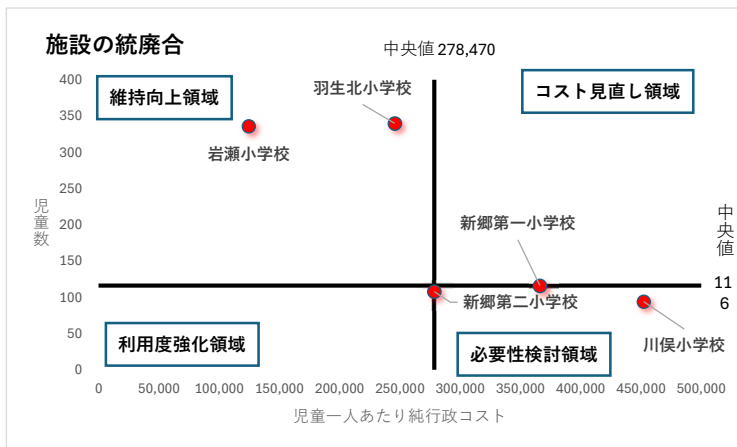 施設の統廃合
中央値 278,470
400
350
300
250
200
150
100
50
0
児童数
維持向上領域
コスト見直し領域
羽生北小学校
岩瀬小学校
新郷第一小学校
新郷第二小学校
川俣小学校
中央値
11
6
利用度強化領域
必要性検討領域
0
50,000
100,000
150,000
200,000
250,000
300,000
350,000
400,000
450,000
500,000
児童一人あたり純行政コスト